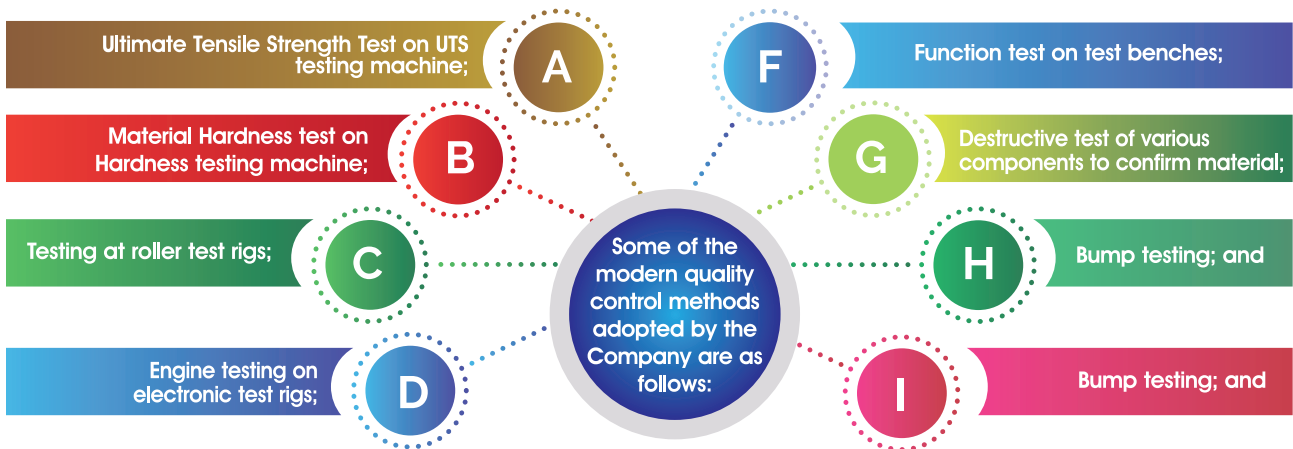 Ultimate Tensile Strength Test on UTS
testing machine;
A
Material Hardness test on
Hardness testing machine;
B
Testing at roller test rigs;
C
Engine testing on
electronic test rigs;
D
Some of the
modern quality
control methods
adopted by the
Company are as
follows:
F
Function test on test benches;
G
Destructive test of various
components to confirm material;
H
Bump testing; and
I
Bump testing; and